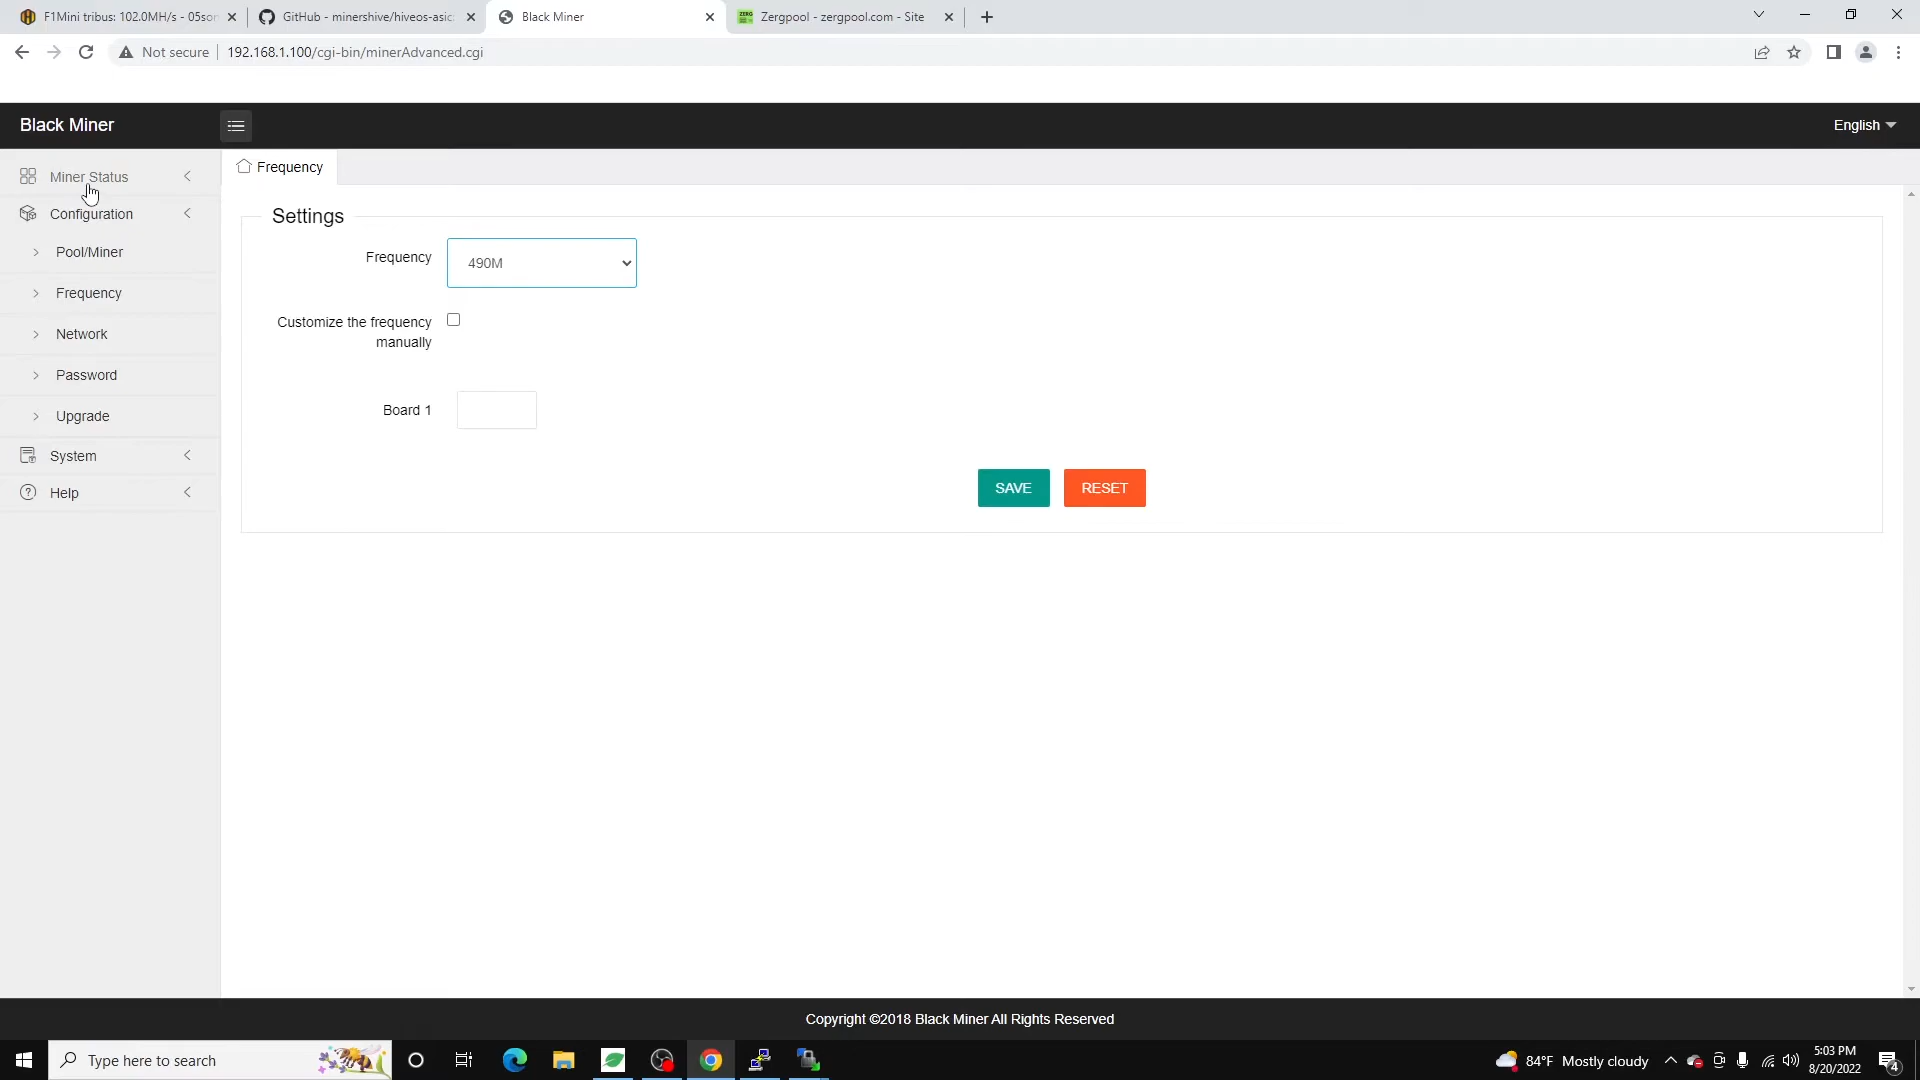 F1Mini tribus: 102.0MH/s - 05so
GitHub - minershive/hiveos-asic
Black Miner
Zergpool - zergpool.com - Site
Not secure
192.168.1.100/cgi-bin/minerAdvanced.cgi
Black Miner
English
Miner Status
Frequency
Configuration
Pool/Miner
Frequency
Network
Password
Upgrade
System
Help
Settings
Frequency
490M
Customize the frequency
manually
Board 1
SAVE
RESET
Copyright ©2018 Black Miner All Rights Reserved
Type here to search
84°F Mostly cloudy
5:03 PM
8/20/2022
4